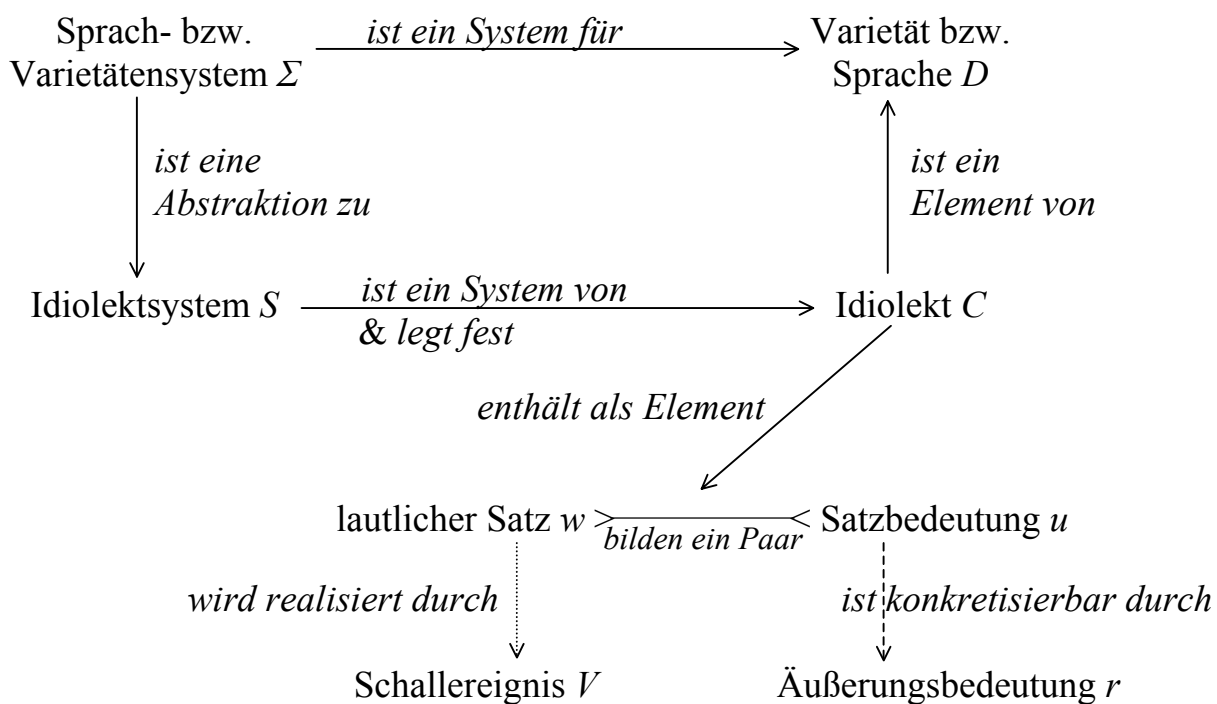 Sprach- bzw.
Varietätensystem Σ
ist ein System für
Varietät bzw.
Sprache D
ist eine
Abstraktion zu
ist ein
Element von
Idiolektsystem S
ist ein System von
& legt fest
Idiolekt C
enthält als Element
lautlicher Satz w
bilden ein Paar
Satzbedeutung u
wird realisiert durch
ist konkretisierbar durch
Schallereignis V
Äußerungsbedeutung r